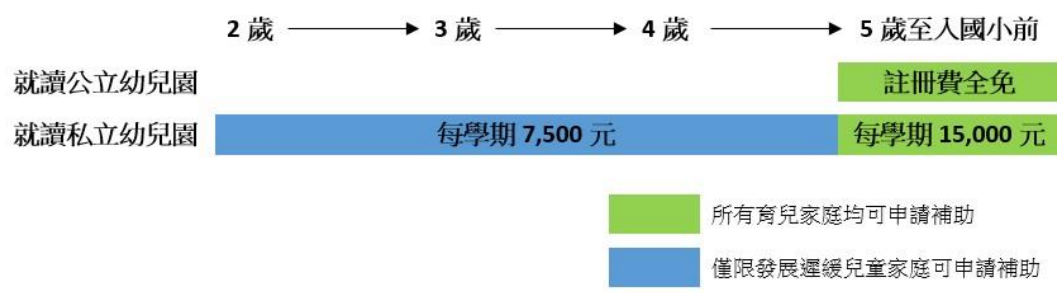 2 歲 3 歲 4 歲 5 歲至入國小前
就讀公立幼兒園 註冊費全免
就讀私立幼兒園 每學期 7,500 元 每學期 15,000 元
所有育兒家庭均可申請補助
僅限發展遲緩兒童家庭可申請補助